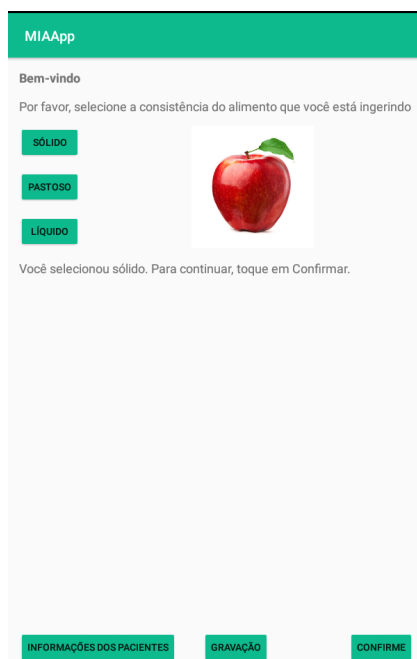 MIAApp
Bem-vindo
Por favor, selecione a consistência do alimento que você está ingerindo
SÓLIDO
PASTOSO
LÍQUIDO
Você selecionou sólido. Para continuar, toque em Confirmar.
INFORMAÇÕES DOS PACIENTES
GRAVAÇÃO
CONFIRME